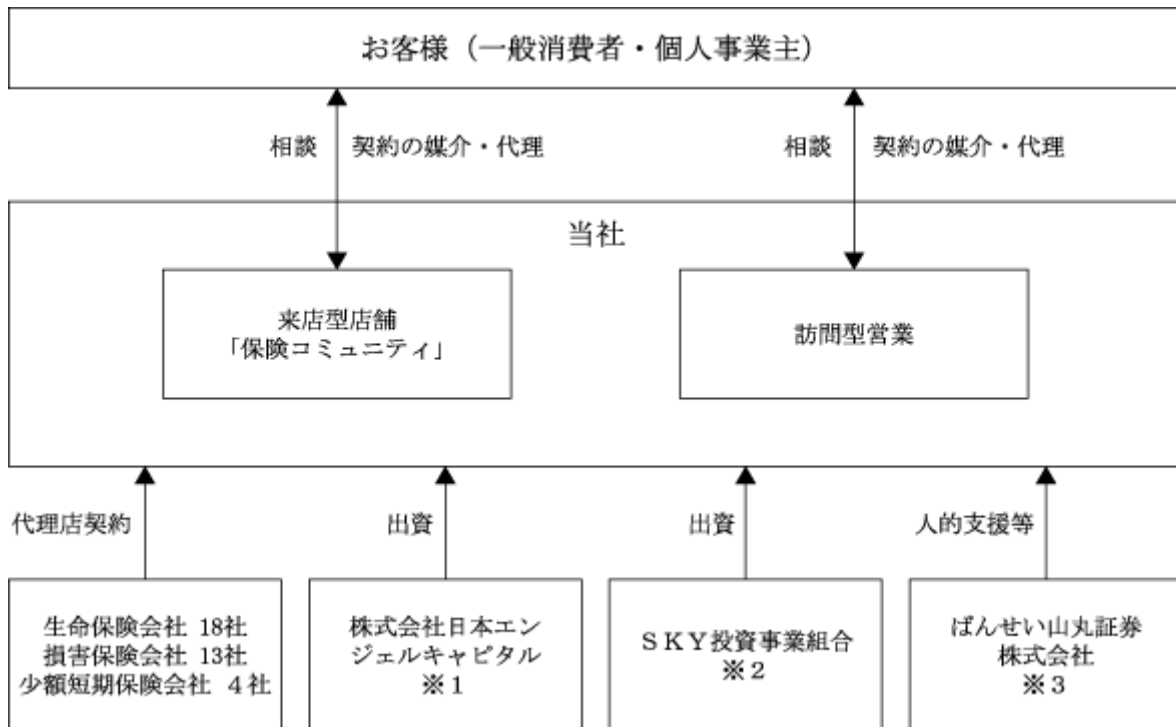 お客様（一般消費者・個人事業主）
相談 契約の媒介・代理
相談 契約の媒介・代理
当社
来店型店舗
「保険コミュニティ」
訪問型営業
代理店契約
出資
出資
人的支援等
生命保険会社 18社
損害保険会社 13社
少額短期保険会社 4社
株式会社日本エン
ジェルキャピタル
※1
ＳＫＹ投資事業組合
※2
ばんせい山丸証券
株式会社
※3